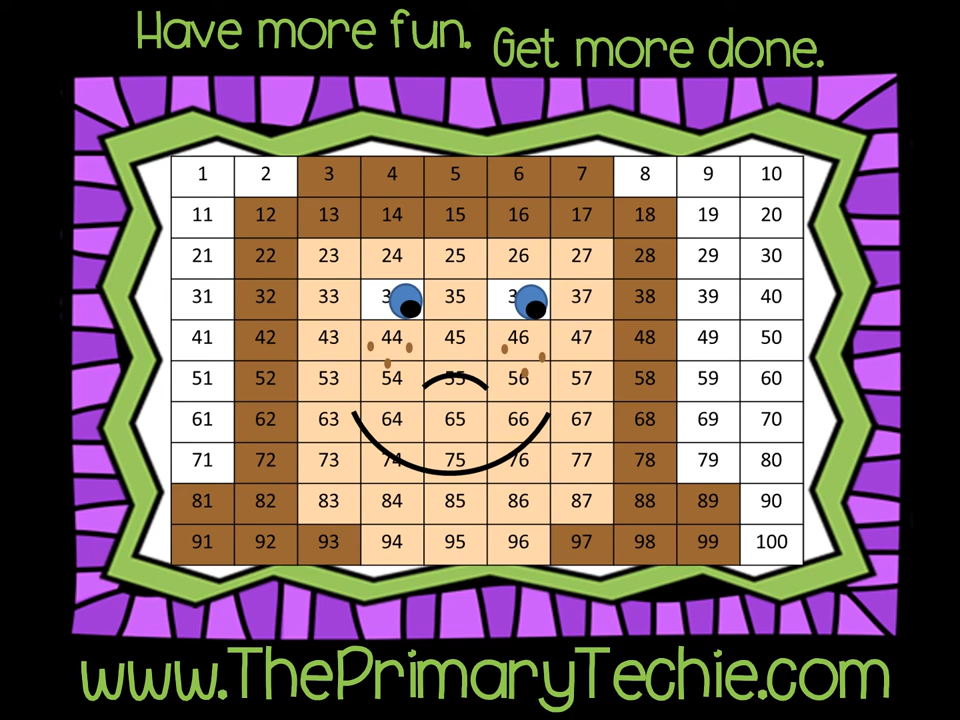 Have more fun. Get more done.
1 2 3 4 5 6 7 8 9 10
11 12 13 14 15 16 17 18 19 20
21 22 23 24 25 26 27 28 29 30
31 32 33 35 37 38 39 40
41 42 43 44 45 46 47 48 49 50
51 52 53 54 55 56 57 58 59 60
61 62 63 64 65 66 67 68 69 70
71 72 73 74 75 76 77 78 79 80
81 82 83 84 85 86 87 88 89 90
91 92 93 94 95 96 97 98 99 100
www.ThePrimaryTechie.com